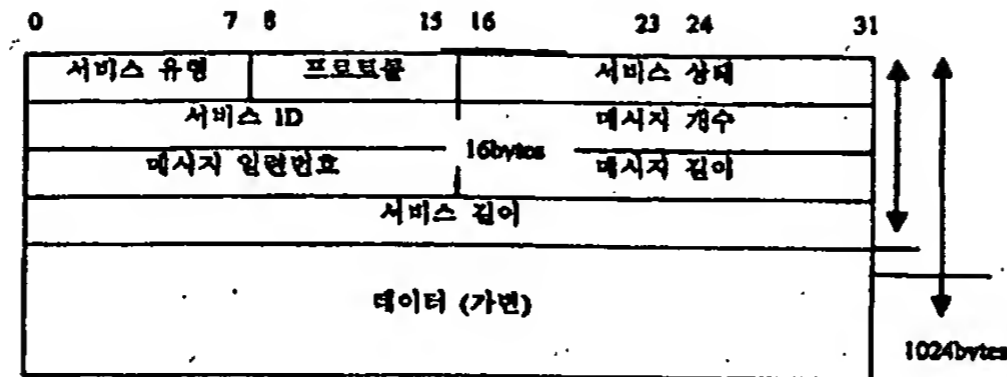 0 7 8 15 16 23 24 31
서비스 유형 프로토콜 서비스 상태
서비스 ID 메시지 개수
16bytes
메시지 일련번호 메시지 길이
서비스 길이
데이터 (가변)
1024bytes